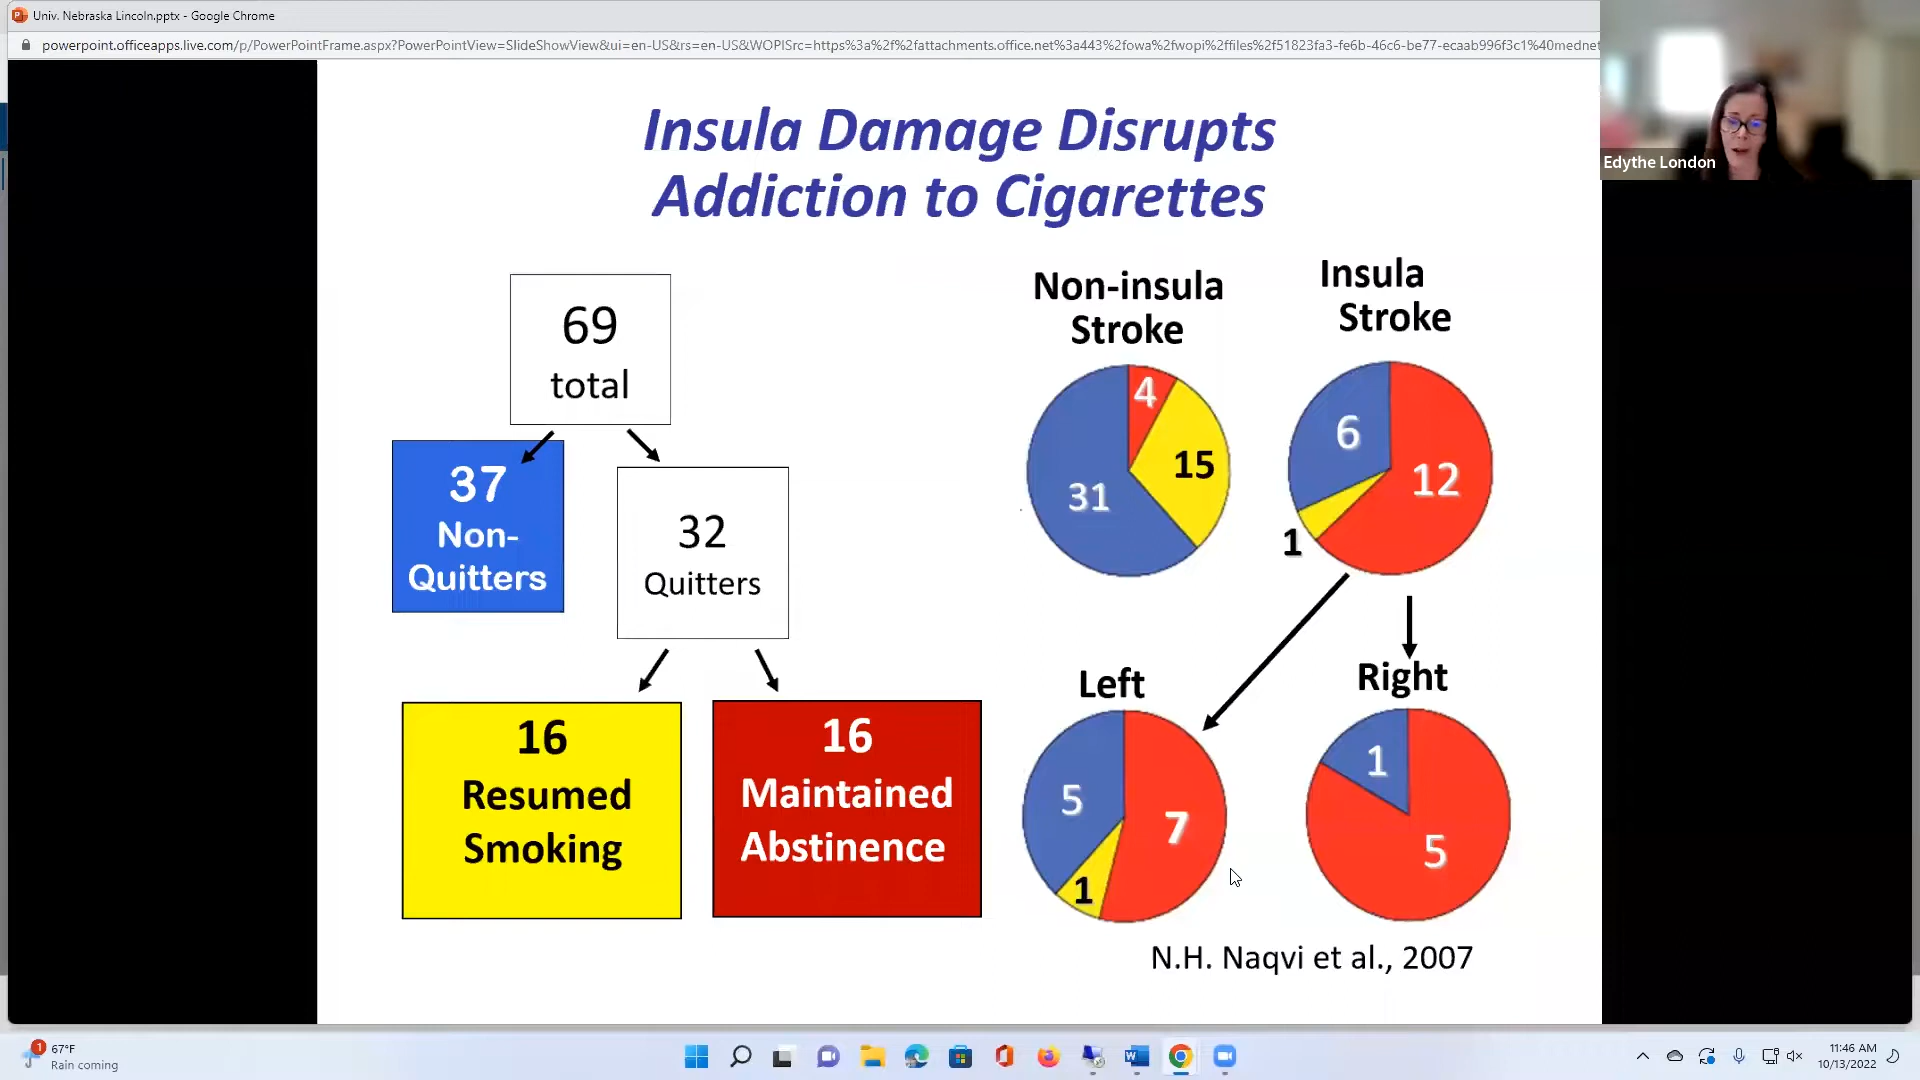 Univ. Nebraska Lincoln.pptx - Google Chrome
powerpoint.officeapps.live.com/p/PowerPointFrame.aspx?PowerPointView=SlideShowView&ui=en-US&rs=en-US&WOPISrc=https%3a%2f%2fattachments.office.net%3a443%2fowa%2fwopi%2ffiles%2f51823fa3-fe6b-46c6-be77-ecaab996f3c1%40mednet
Edythe London
Insula Damage Disrupts
Addiction to Cigarettes
69
total
37
Non-
Quitters
32
Quitters
16
Resumed
Smoking
16
Maintained
Abstinence
Non-insula
Stroke
4
15
31
Insula
Stroke
6
12
1
Left
5
7
1
Right
1
5
N.H. Naqvi et al., 2007
1
67°F
Rain coming
11:46 AM
10/13/2022